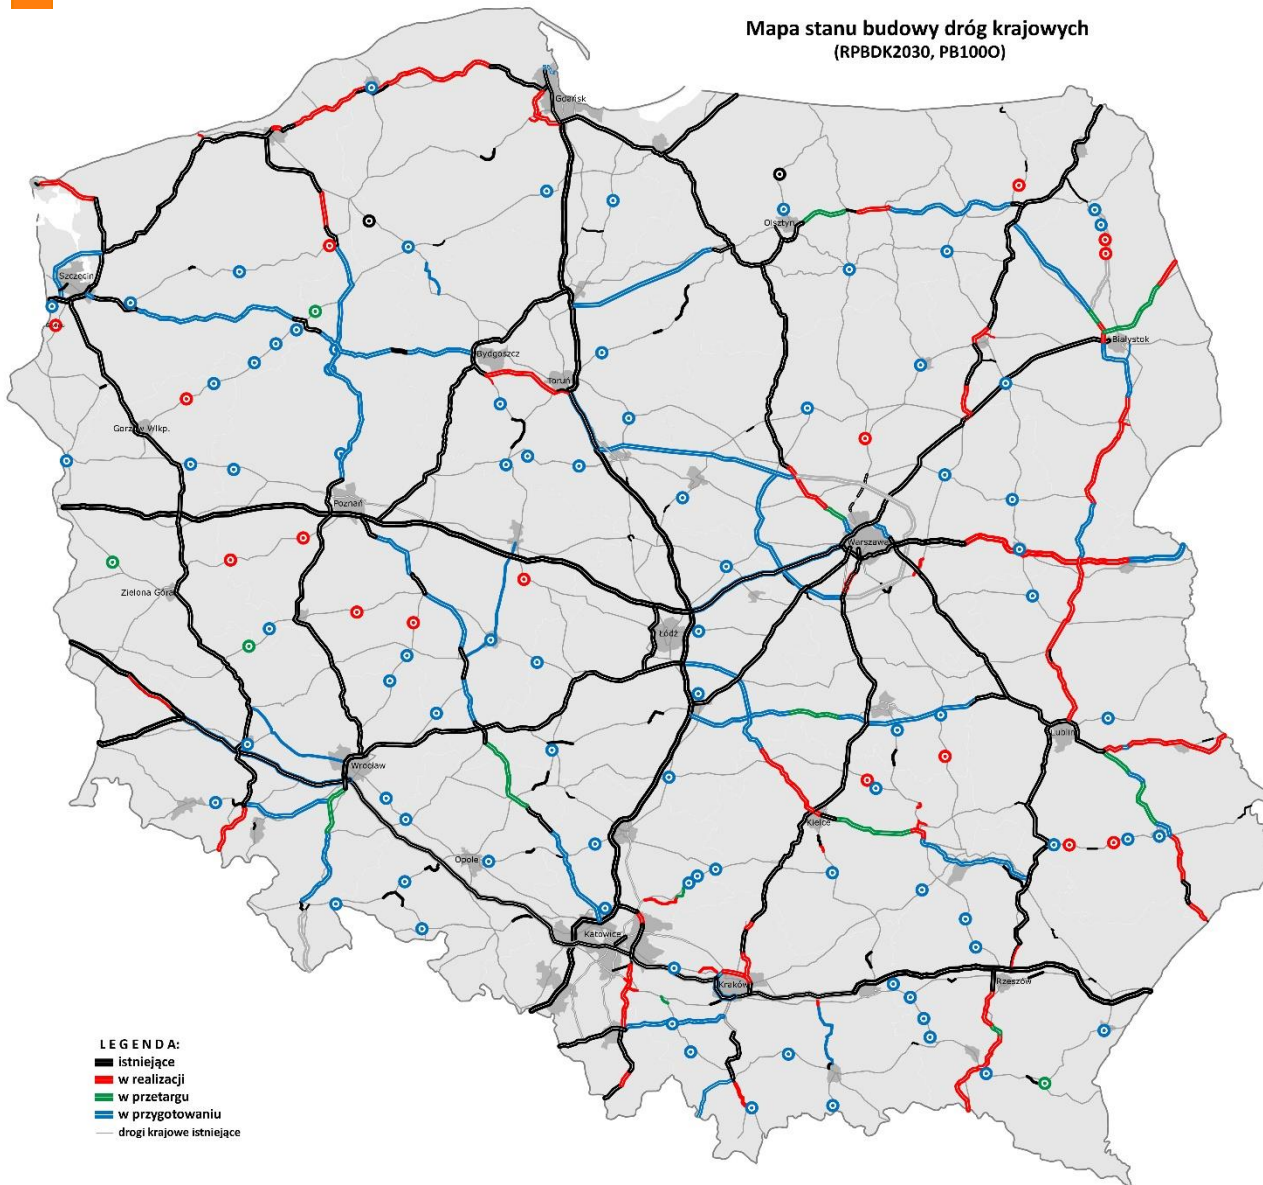 Mapa stanu budowy dróg krajowych
(RPBDK2030, PB100O)
Gdańsk
Olsztyn
Szczecin
Białystok
Bydgoszcz
Toruń
Gorzów Wlkp.
Poznań
Warszawa
Zielona Góra
Łódź
Lublin
Wrocław
Kielce
Opole
Katowice
Kraków
Rzeszów
LEGENDA:
istniejące
w realizacji
w przetargu
w przygotowaniu
drogi krajowe istniejące